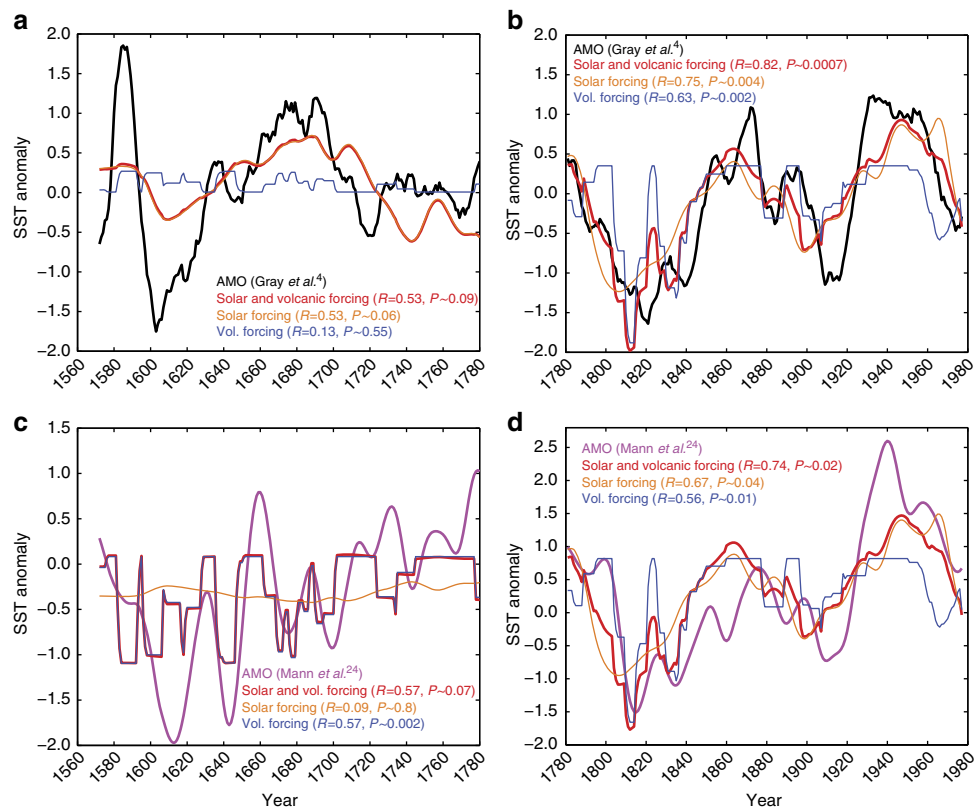 a
2.0
1.5
1.0
0.5
0.0
−0.5
−1.0
−1.5
−2.0
SST anomaly
AMO (Gray et al.4)
Solar and volcanic forcing (R=0.53, P~0.09)
Solar forcing (R=0.53, P~0.06)
Vol. forcing (R=0.13, P~0.55)
1560 1580 1600 1620 1640 1660 1680 1700 1720 1740 1760 1780
b
2.0
1.5
1.0
0.5
0.0
−0.5
−1.0
−1.5
−2.0
SST anomaly
AMO (Gray et al.4)
Solar and volcanic forcing (R=0.82, P~0.0007)
Solar forcing (R=0.75, P~0.004)
Vol. forcing (R=0.63, P~0.002)
1780 1800 1820 1840 1860 1880 1900 1920 1940 1960 1980
c
1.5
1.0
0.5
0.0
−0.5
−1.0
−1.5
−2.0
SST anomaly
AMO (Mann et al.24)
Solar and vol. forcing (R=0.57, P~0.07)
Solar forcing (R=0.09, P~0.8)
Vol. forcing (R=0.57, P~0.002)
1560 1580 1600 1620 1640 1660 1680 1700 1720 1740 1760 1780
Year
d
2.5
2.0
1.5
1.0
0.5
0.0
−0.5
−1.0
−1.5
−2.0
SST anomaly
AMO (Mann et al.24)
Solar and volcanic forcing (R=0.74, P~0.02)
Solar forcing (R=0.67, P~0.04)
Vol. forcing (R=0.56, P~0.01)
1780 1800 1820 1840 1860 1880 1900 1920 1940 1960 1980
Year